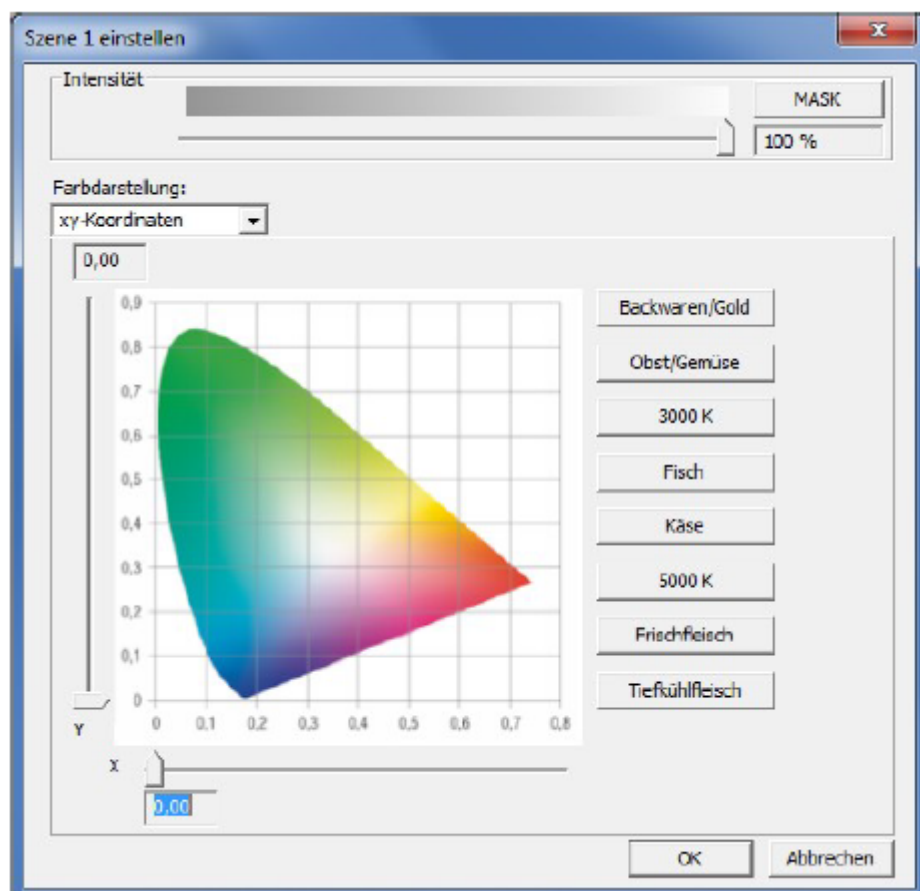 Szene 1 einstellen
Intensität
MASK
100 %
Farbdarstellung:
xy-Koordinaten
0,00
0,9
0,8
0,7
0,6
0,5
0,4
0,3
0,2
0,1
0
Y
0 0,1 0,2 0,3 0,4 0,5 0,6 0,7 0,8
X
0,00
Backwaren/Gold
Obst/Gemüse
3000 K
Fisch
Käse
5000 K
Frischfleisch
Tiefkühlfleisch
OK Abbrechen